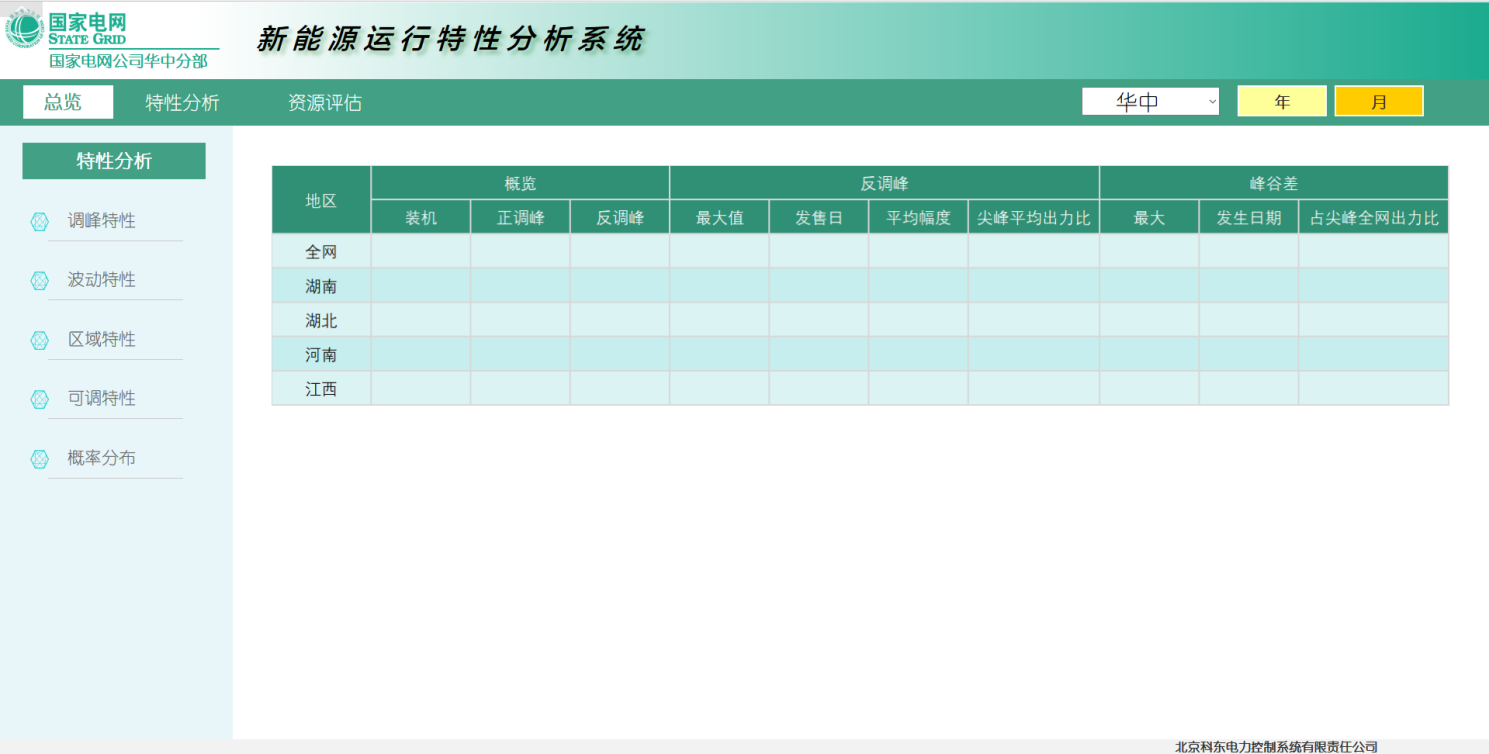 国家电网
STATE GRID
国家电网公司华中分部
新能源运行特性分析系统
总览 特性分析 资源评估 华中 年 月
特性分析
调峰特性
波动特性
区域特性
可调特性
概率分布
地区 概览 反调峰 峰谷差
装机 正调峰 反调峰 最大值 发售日 平均幅度 尖峰平均出力比 最大 发生日期 占尖峰全网出力比
全网
湖南
湖北
河南
江西
北京科东电力控制系统有限责任公司